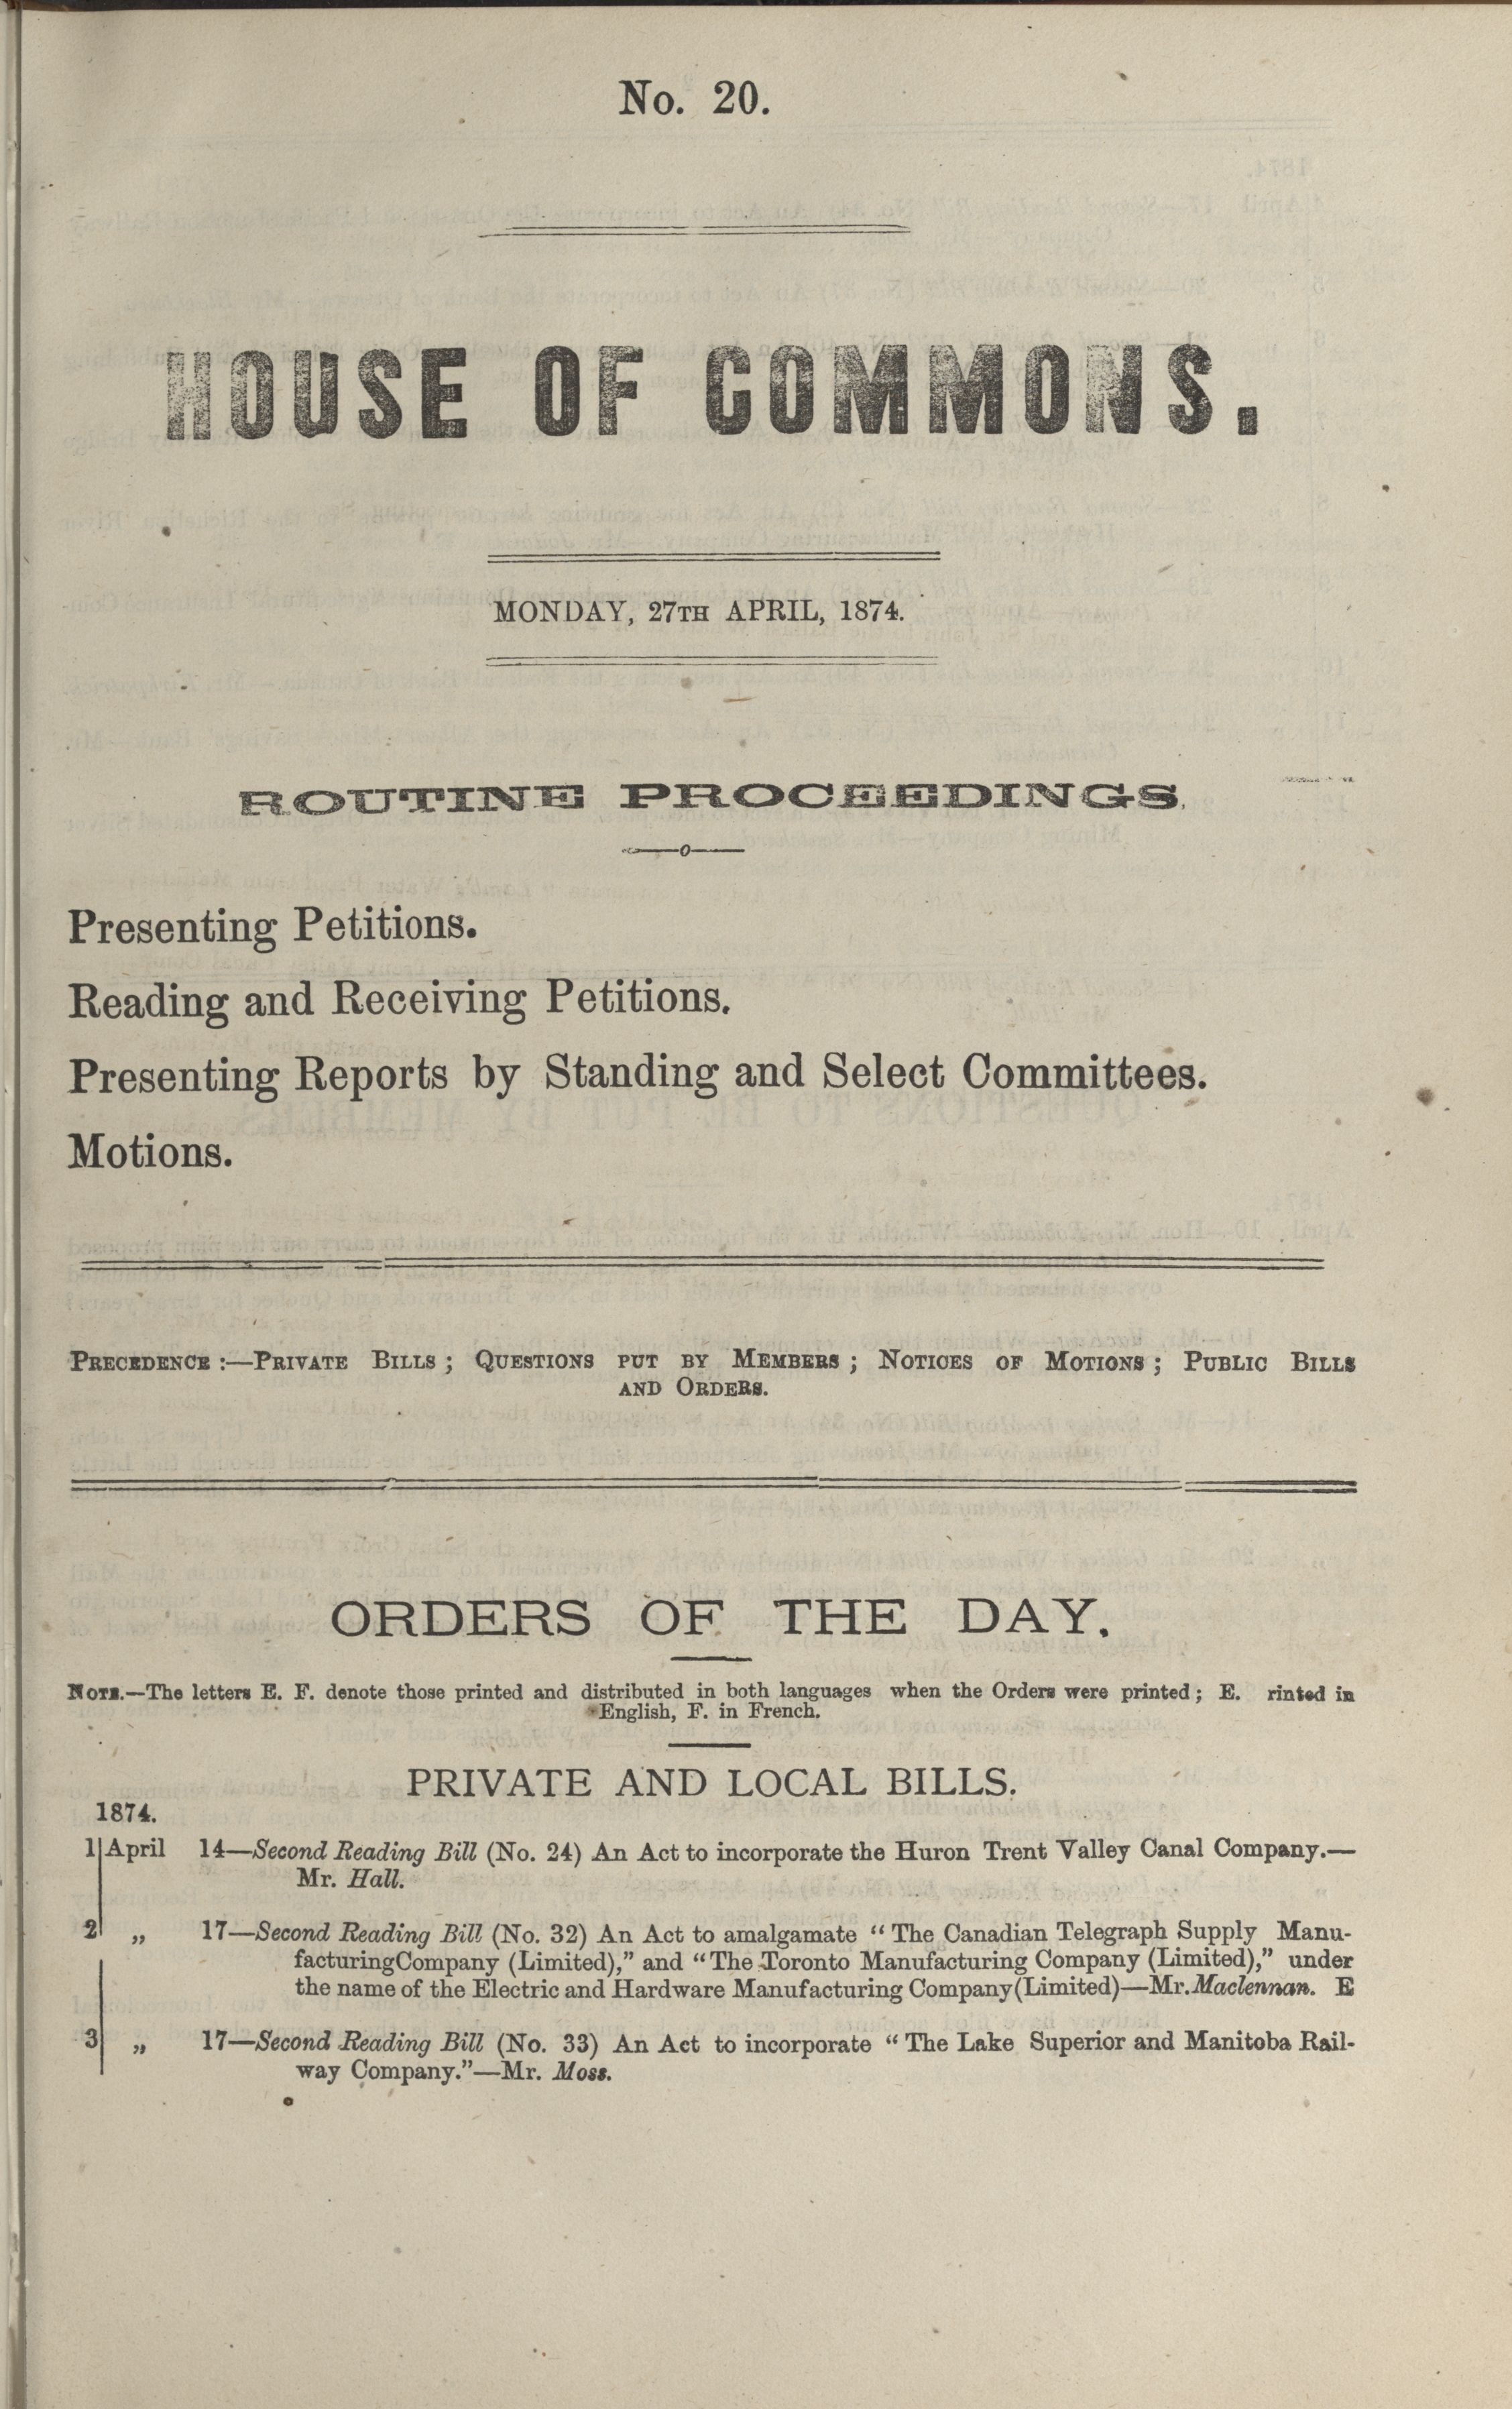 No. 20.
HOUSE OF COMMONS.
MONDAY, 27TH APRIL, 1874.
ROUTINE PROCEEDINGS.
Presenting Petitions.
Reading and Receiving Petitions.
Presenting Reports by Standing and Select Committees.
Motions.
PRECEDENCE :—PRIVATE BILLS ; QUESTIONS PUT BY MEMBERS ; NOTICES OF MOTIONS ; PUBLIC BILLS
AND ORDERS.
ORDERS OF THE DAY.
NOTE.—The letters E. F. denote those printed and distributed in both languages when the Orders were printed ; E. rinted in
English, F. in French.
PRIVATE AND LOCAL BILLS.
1874.
1 April 14—Second Reading Bill (No. 24) An Act to incorporate the Huron Trent Valley Canal Company.—
Mr. Hall.
2 „ 17—Second Reading Bill (No. 32) An Act to amalgamate “ The Canadian Telegraph Supply Manu-
facturingCompany (Limited),” and “The Toronto Manufacturing Company (Limited),” under
the name of the Electric and Hardware Manufacturing Company(Limited)—Mr. Maclennan. E
3 „ 17—Second Reading Bill (No. 33) An Act to incorporate “ The Lake Superior and Manitoba Rail-
way Company.”—Mr. Moss.